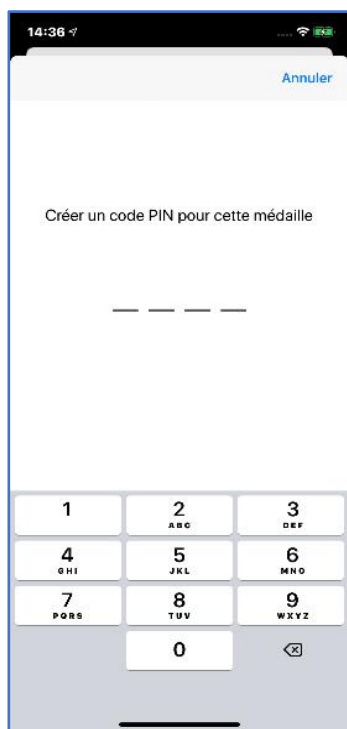 14:36
Annuler
Créer un code PIN pour cette médaille
1 2 3
ABC DEF
4 5 6
GHI JKL MNO
7 8 9
PQRS TUV WXYZ
0